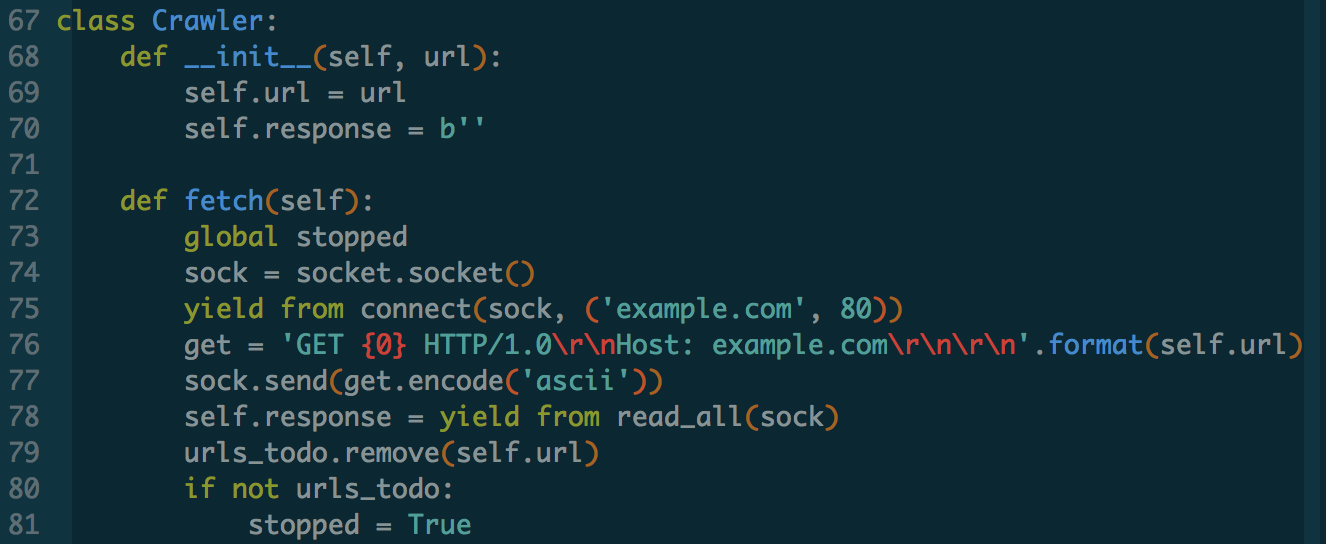 67 class Crawler:
68     def __init__(self, url):
69         self.url = url
70         self.response = b''
71
72     def fetch(self):
73         global stopped
74         sock = socket.socket()
75         yield from connect(sock, ('example.com', 80))
76         get = 'GET {0} HTTP/1.0\r\nHost: example.com\r\n\r\n'.format(self.url)
77         sock.send(get.encode('ascii'))
78         self.response = yield from read_all(sock)
79         urls_todo.remove(self.url)
80         if not urls_todo:
81             stopped = True